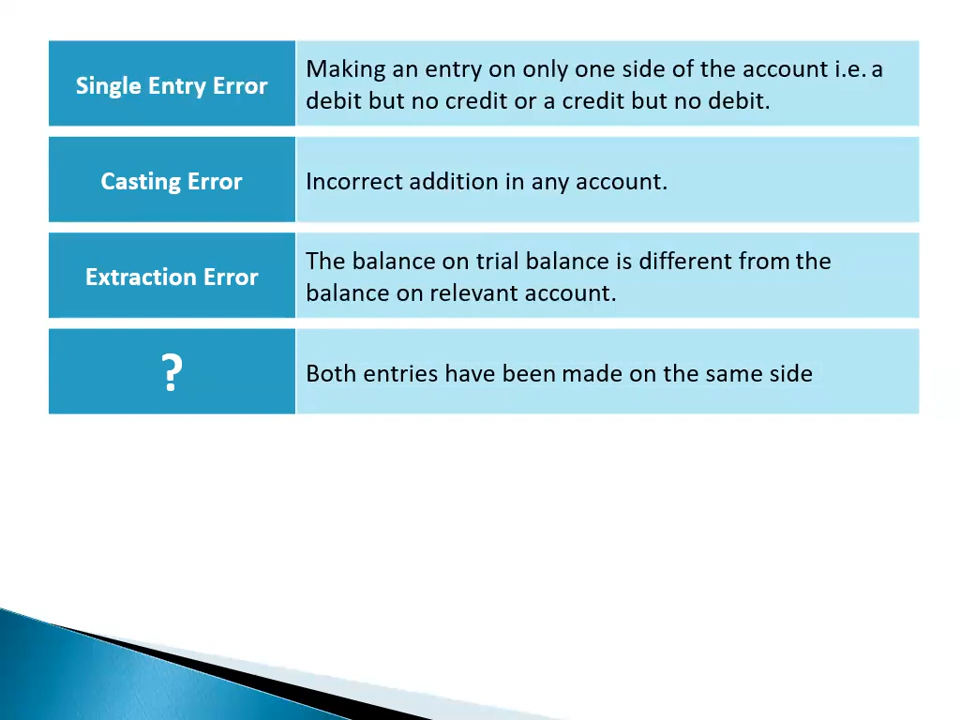 Single Entry Error
Making an entry on only one side of the account i.e. a
debit but no credit or a credit but no debit.
Casting Error
Incorrect addition in any account.
Extraction Error
The balance on trial balance is different from the
balance on relevant account.
?
Both entries have been made on the same side